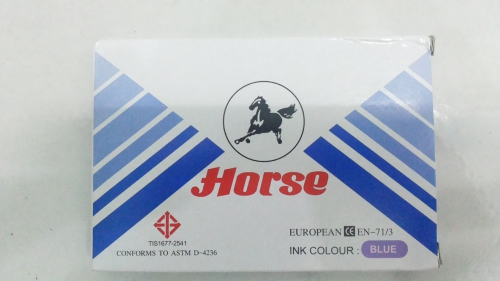 Horse
TIS1677-2541
CONFORMS TO ASTM D-4236
EUROPEAN CE EN-71/3
INK COLOUR : BLUE